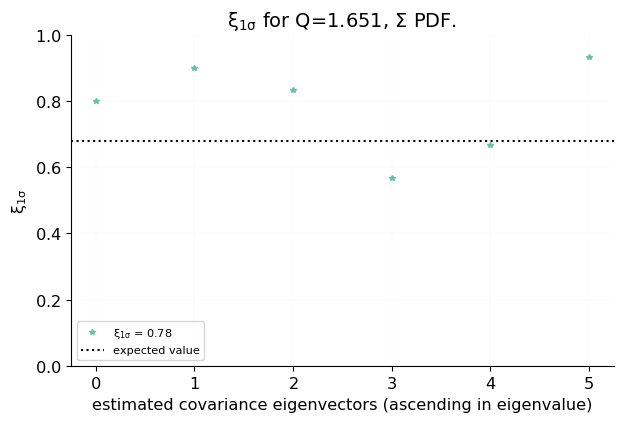 ξ1σ for Q=1.651, Σ PDF.
1.0
0.8
0.6
0.4
0.2
0.0
ξ1σ
ξ1σ = 0.78
expected value
0 1 2 3 4 5
estimated covariance eigenvectors (ascending in eigenvalue)